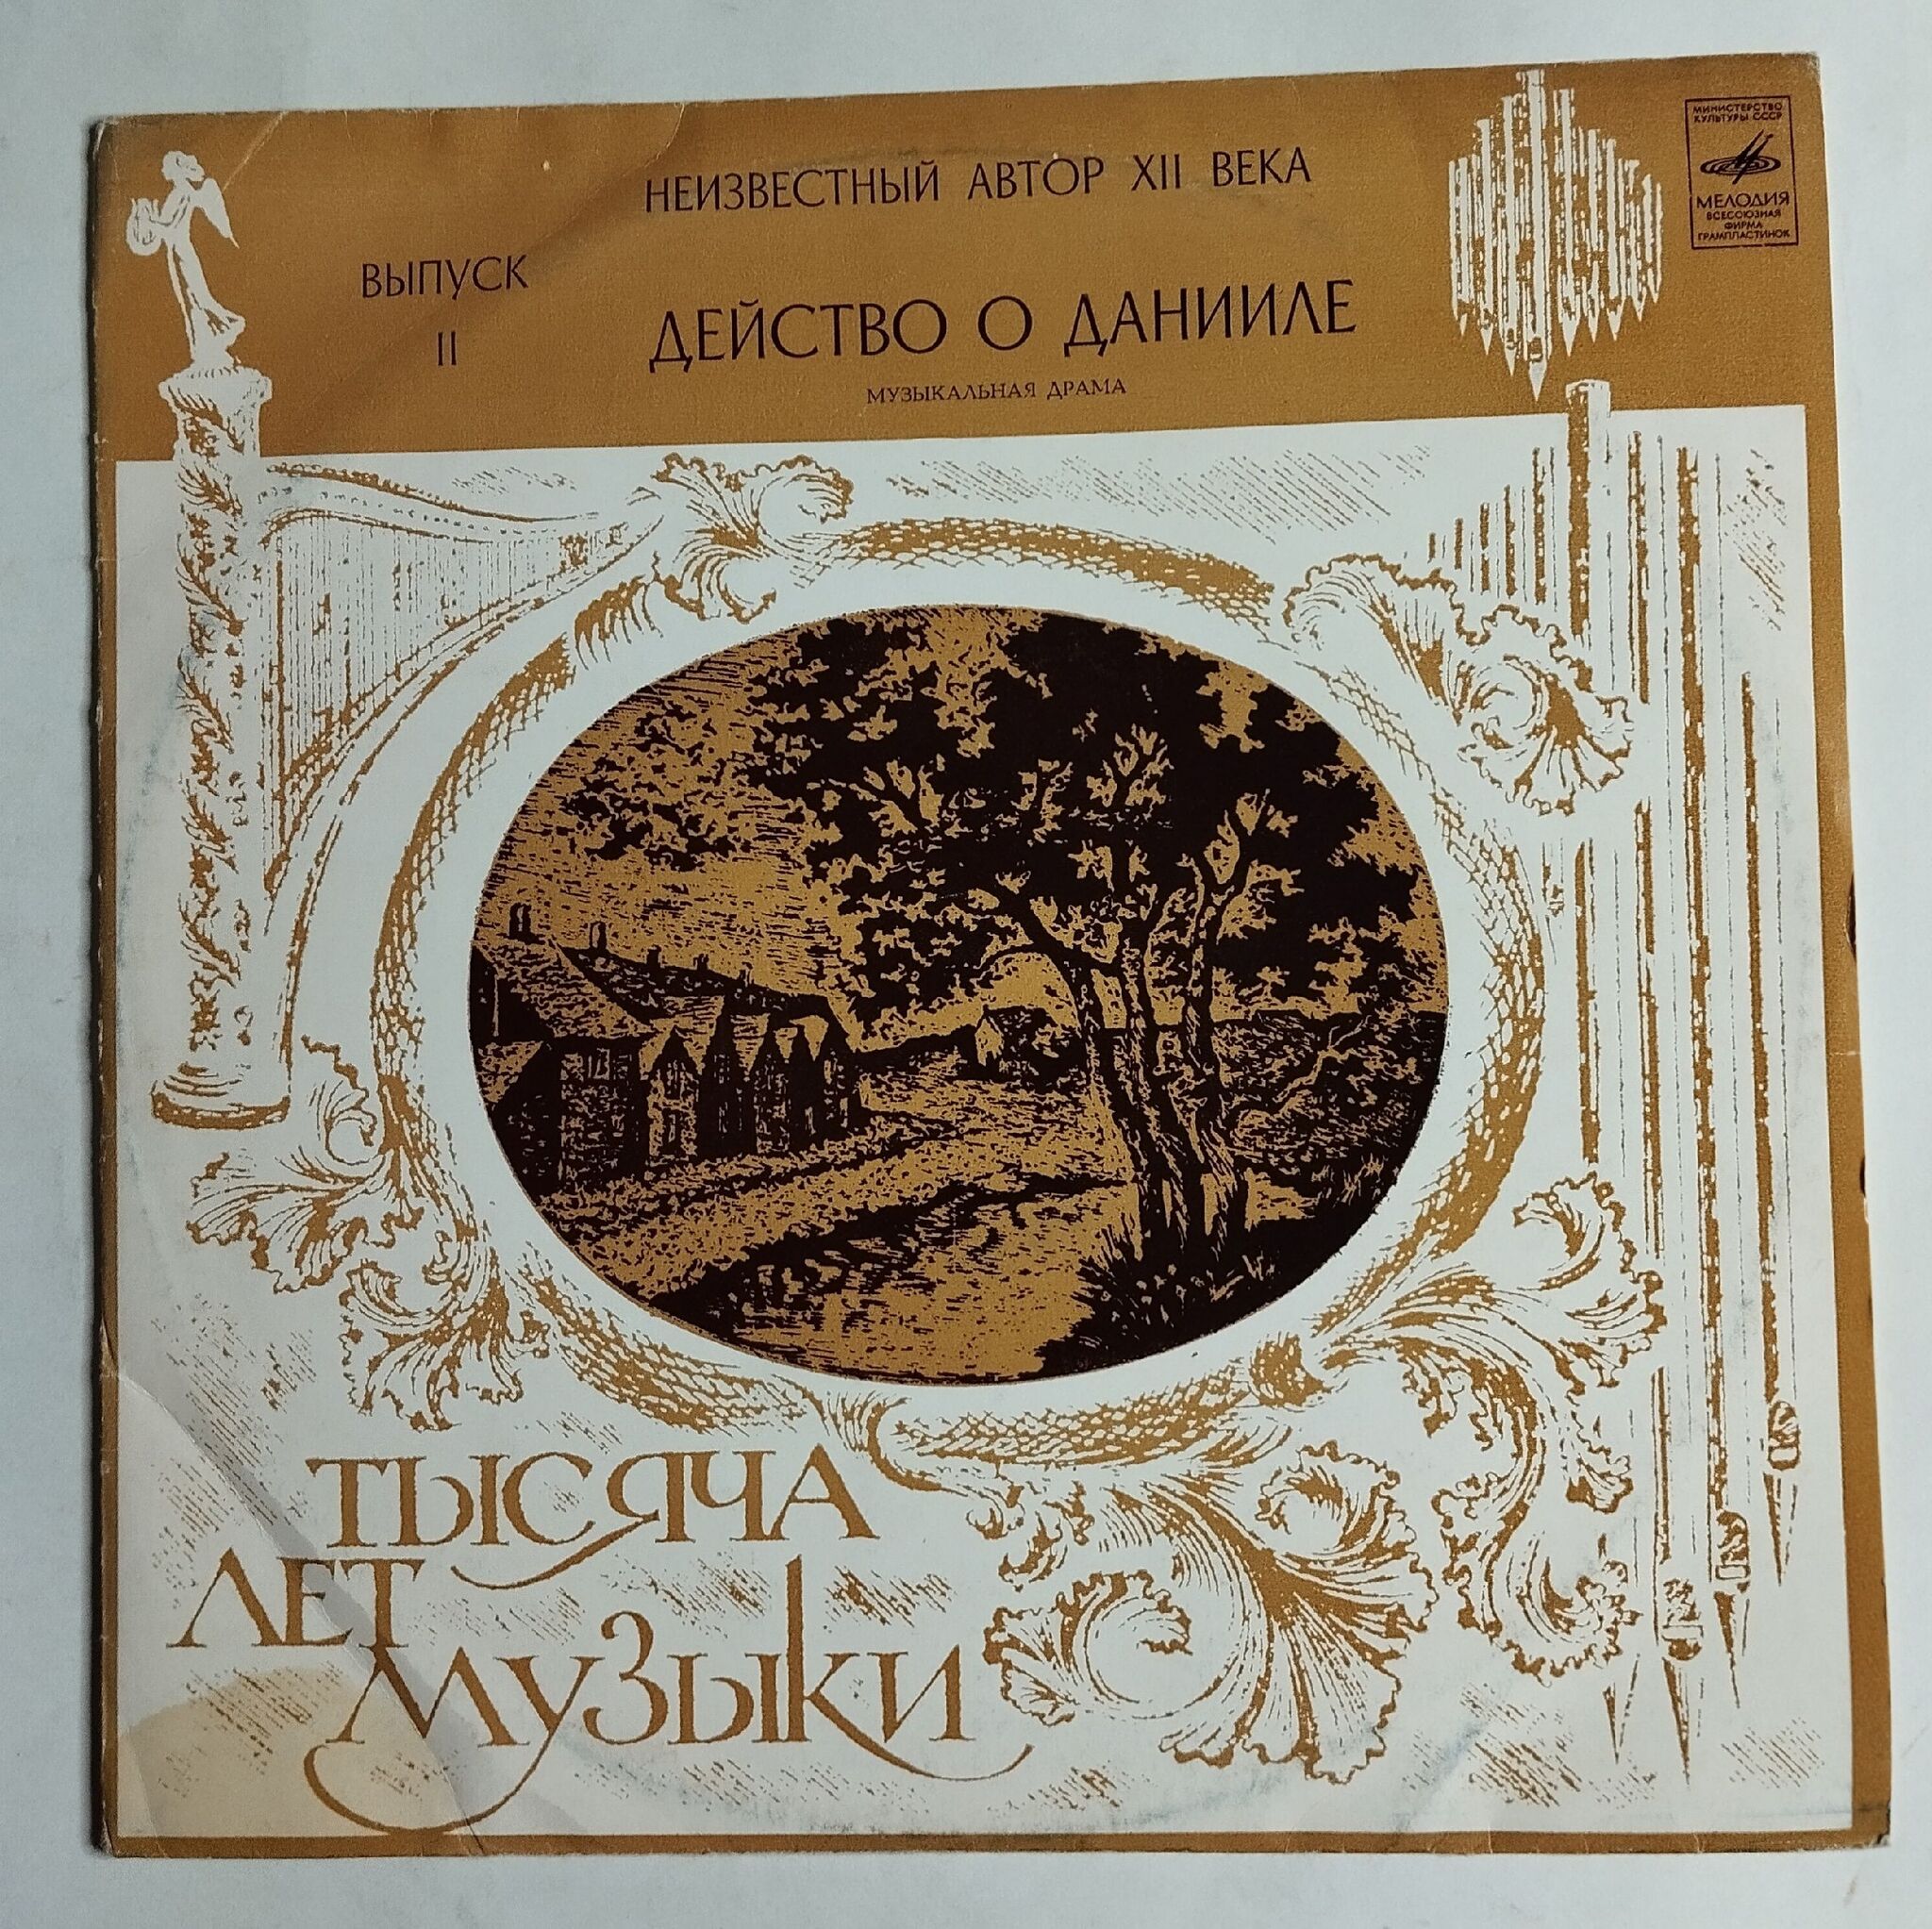 НЕИЗВЕСТНЫЙ АВТОР XII ВЕКА
ВЫПУСК
II
ДЕЙСТВО О ДАНИИЛЕ
МУЗЫКАЛЬНАЯ ДРАМА
МИНИСТЕРСТВО
КУЛЬТУРЫ СССР
МЕЛОДИЯ
ВСЕСОЮЗНАЯ
ФИРМА
ГРАМПЛАСТИНОК
ТЫСЯЧА
ЛЕТ
МУЗЫКИ